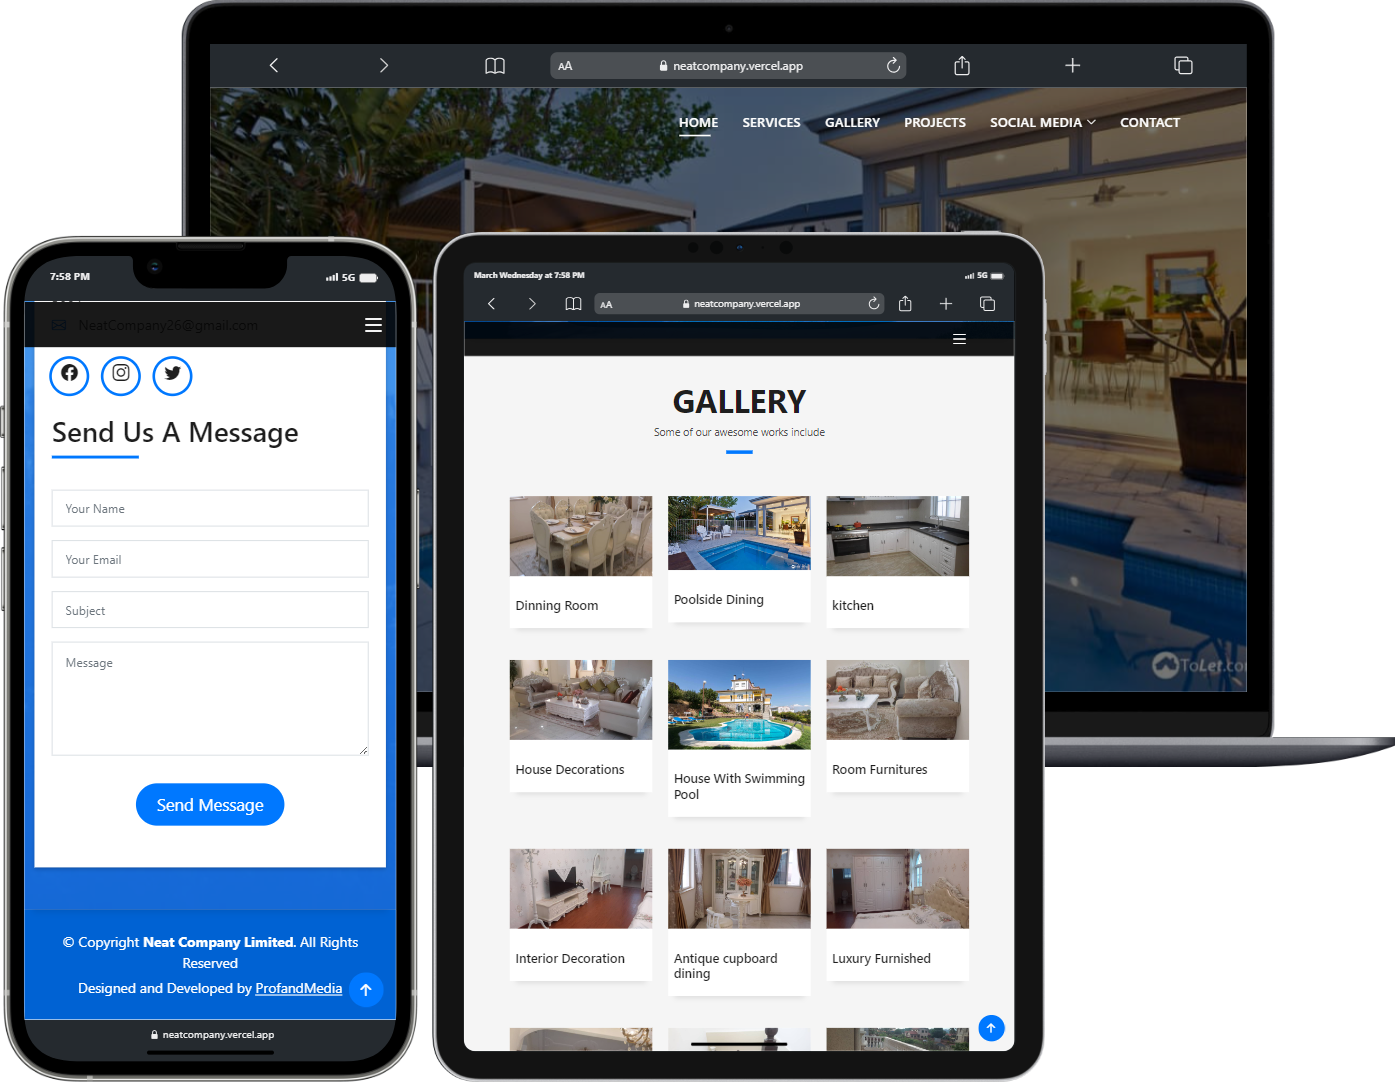 AA
neatcompany.vercel.app
HOME
SERVICES
GALLERY
PROJECTS
SOCIAL MEDIA
CONTACT
ToLet.co
7:58 PM
5G
NeatCompany26@gmail.com
Send Us A Message
Your Name
Your Email
Subject
Message
Send Message
© Copyright Neat Company Limited. All Rights
Reserved
Designed and Developed by ProfandMedia
neatcompany.vercel.app
March Wednesday at 7:58 PM
5G
AA
neatcompany.vercel.app
GALLERY
Some of our awesome works include
Dinning Room
Poolside Dining
kitchen
House Decorations
House With Swimming
Pool
Room Furnitures
Interior Decoration
Antique cupboard
dining
Luxury Furnished